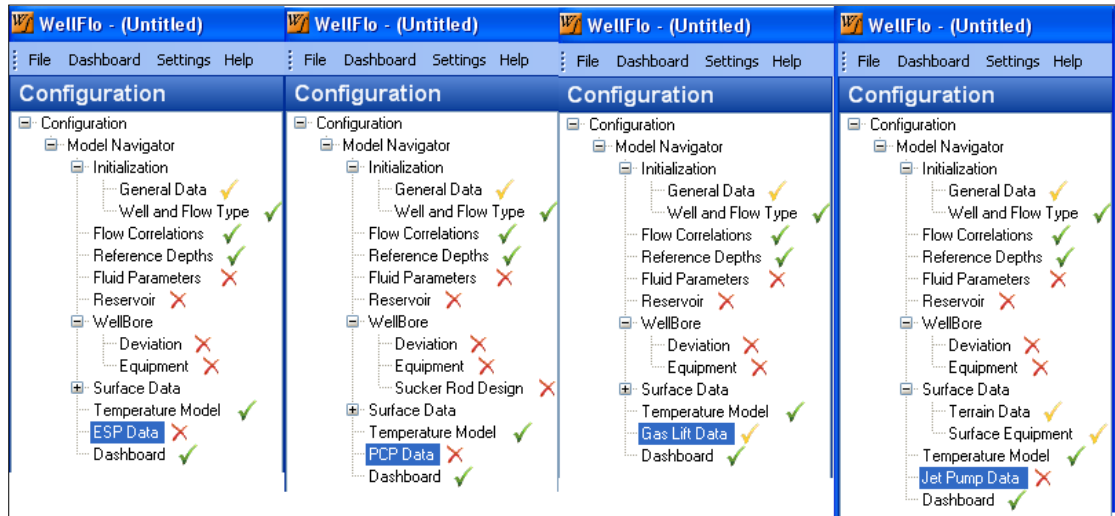 WellFlo - (Untitled)
File Dashboard Settings Help
Configuration
Configuration
Model Navigator
Initialization
General Data
Well and Flow Type
Flow Correlations
Reference Depths
Fluid Parameters
Reservoir
WellBore
Deviation
Equipment
Surface Data
Temperature Model
ESP Data
Dashboard
WellFlo - (Untitled)
File Dashboard Settings Help
Configuration
Configuration
Model Navigator
Initialization
General Data
Well and Flow Type
Flow Correlations
Reference Depths
Fluid Parameters
Reservoir
WellBore
Deviation
Equipment
Sucker Rod Design
Surface Data
Temperature Model
PCP Data
Dashboard
WellFlo - (Untitled)
File Dashboard Settings Help
Configuration
Configuration
Model Navigator
Initialization
General Data
Well and Flow Type
Flow Correlations
Reference Depths
Fluid Parameters
Reservoir
WellBore
Deviation
Equipment
Surface Data
Temperature Model
Gas Lift Data
Dashboard
WellFlo - (Untitled)
File Dashboard Settings Help
Configuration
Configuration
Model Navigator
Initialization
General Data
Well and Flow Type
Flow Correlations
Reference Depths
Fluid Parameters
Reservoir
WellBore
Deviation
Equipment
Surface Data
Terrain Data
Surface Equipment
Temperature Model
Jet Pump Data
Dashboard